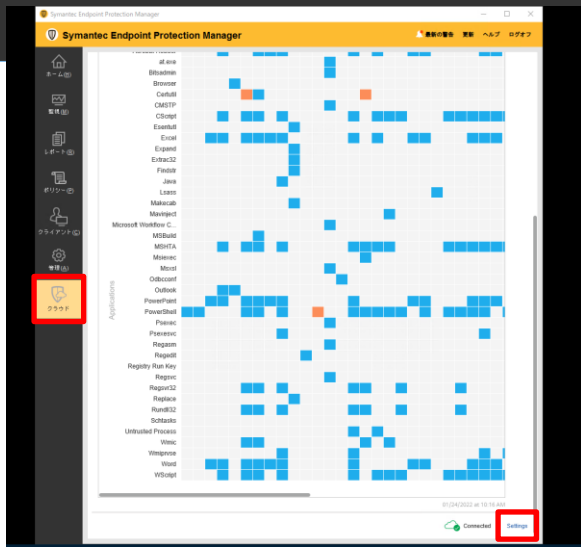 Symantec Endpoint Protection Manager
Symantec Endpoint Protection Manager
最新の警告 更新 ヘルプ ログオフ
ホーム(H)
監視(M)
レポート(R)
ポリシー(P)
クライアント(C)
管理(A)
クラウド
Applications
at.exe
Bitsadmin
Browser
Certutil
CMSTP
CScript
Esentutl
Excel
Expand
Extrac32
Findstr
Java
Lsass
Makecab
Mavinject
Microsoft Workflow C...
MSBuild
MSHTA
Msiexec
Msxsl
Odbcconf
Outlook
PowerPoint
PowerShell
Psexec
Psexesvc
Regasm
Regedit
Registry Run Key
Regsvc
Regsvr32
Replace
Rundll32
Schtasks
Untrusted Process
Wmic
Wmiprvse
Word
WScript
01/24/2022 at 10:14 AM
Connected Settings